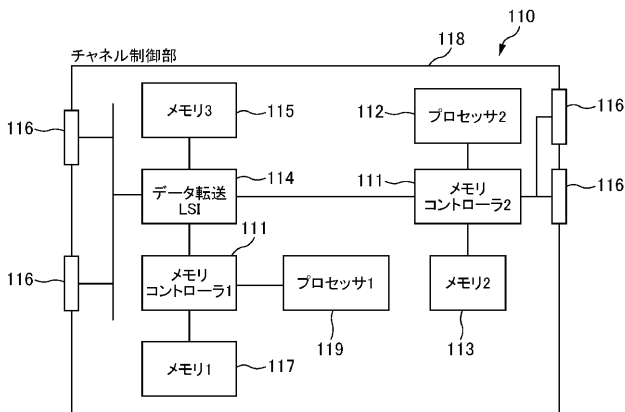 110
チャネル制御部
118
116
メモリ3
115
112
プロセッサ2
116
データ転送
LSI
114
111
メモリ
コントローラ2
116
116
メモリ
コントローラ1
111
プロセッサ1
119
メモリ2
113
メモリ1
117